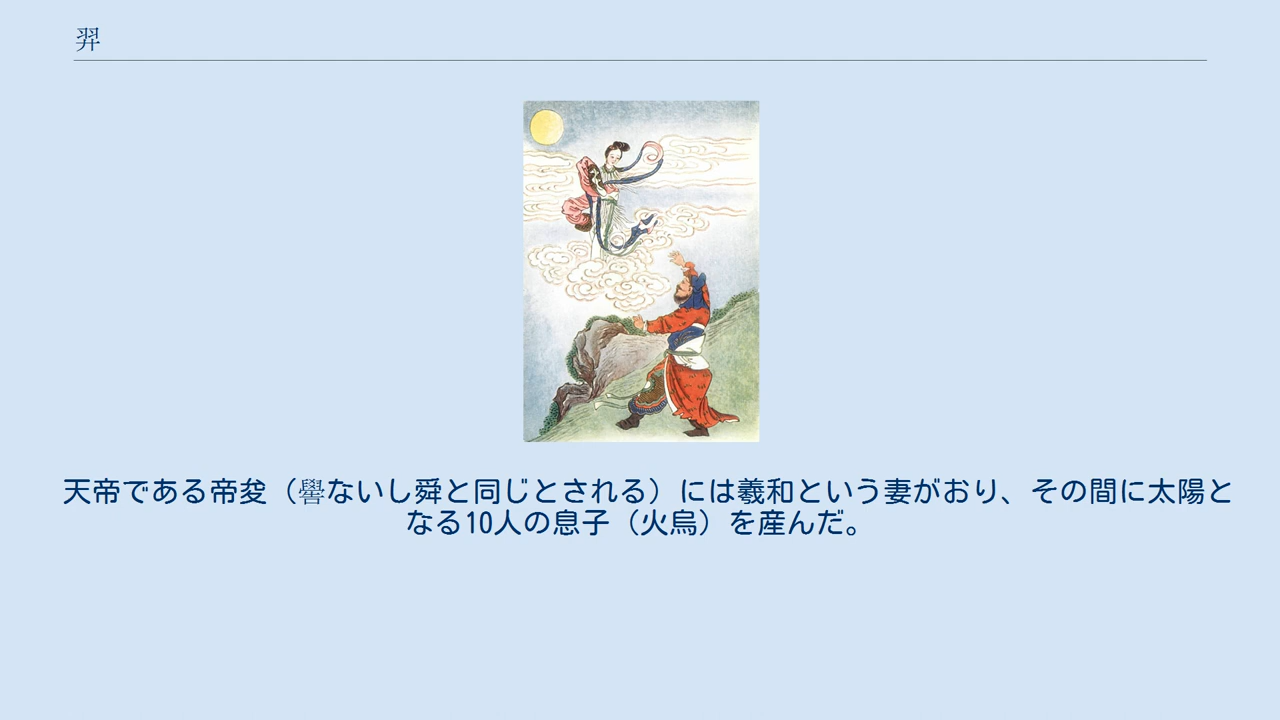 羿
天帝である帝夋（嚳ないし舜と同じとされる）には羲和という妻がおり、その間に太陽と
なる10人の息子（火烏）を産んだ。